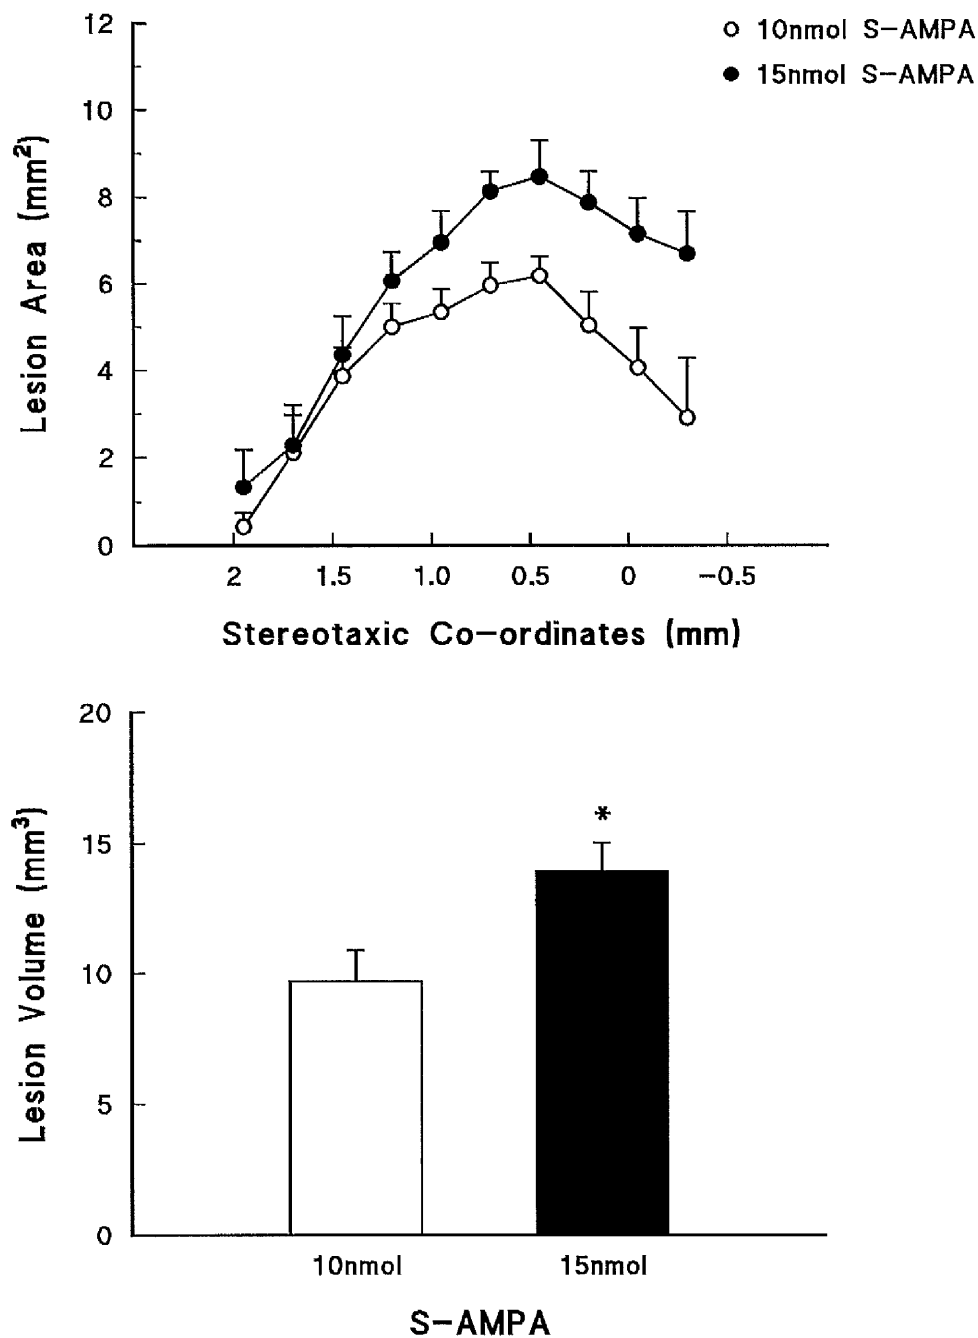 12
10nmol S-AMPA
15nmol S-AMPA
10
8
6
4
2
0
Lesion Area (mm²)
2 1.5 1.0 0.5 0 -0.5
Stereotaxic Co-ordinates (mm)
20
15
10
5
0
Lesion Volume (mm³)
*
10nmol 15nmol
S-AMPA